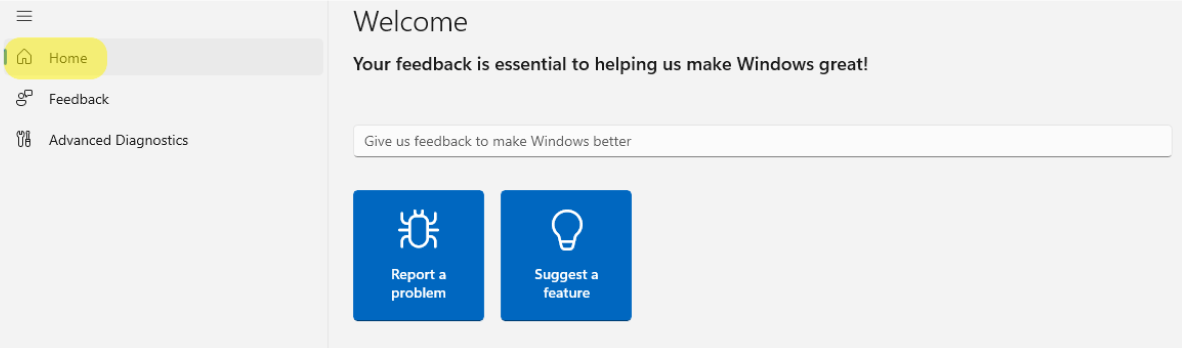 Home
Feedback
Advanced Diagnostics
Welcome
Your feedback is essential to helping us make Windows great!
Give us feedback to make Windows better
Report a
problem
Suggest a
feature